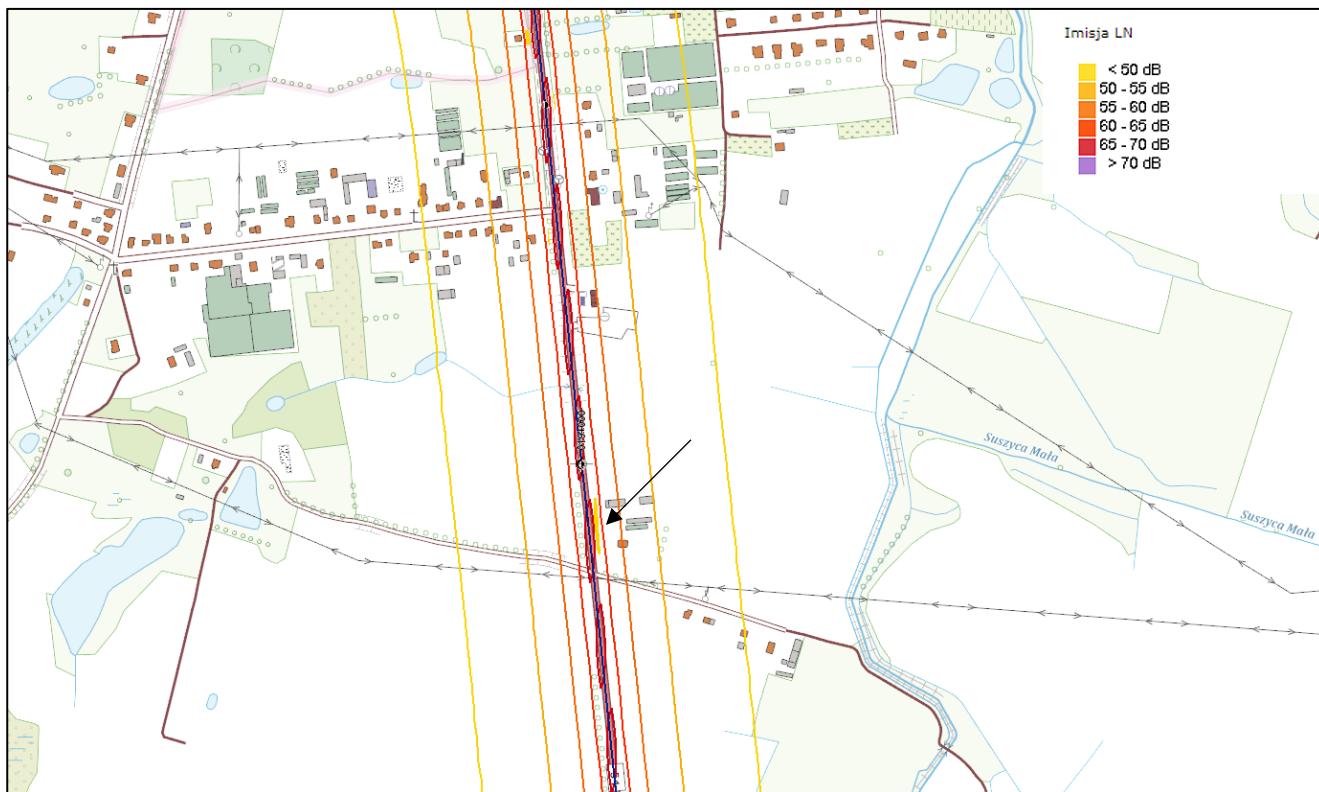 Imisja LN
< 50 dB
50 - 55 dB
55 - 60 dB
60 - 65 dB
65 - 70 dB
> 70 dB
Suszyca Mała
Suszyca Mała